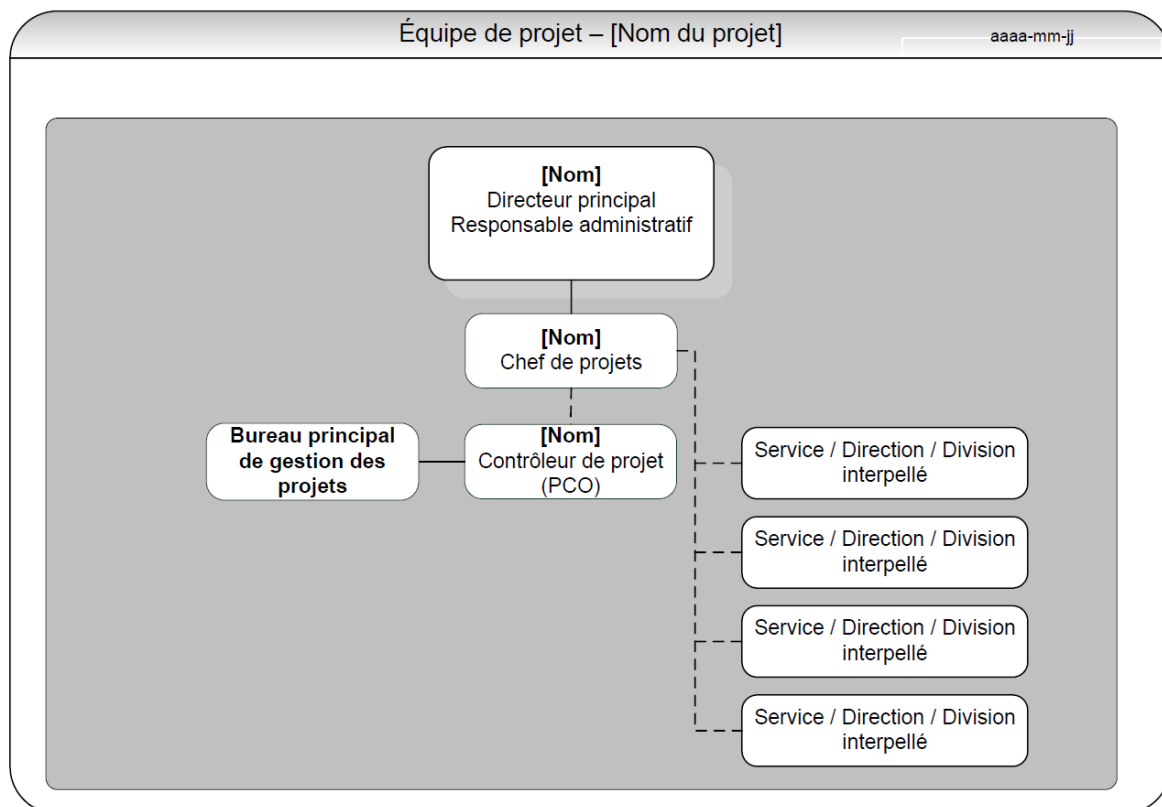 Équipe de projet – [Nom du projet]
aaaa-mm-jj
[Nom]
Directeur principal
Responsable administratif
[Nom]
Chef de projets
Bureau principal
de gestion des
projets
[Nom]
Contrôleur de projet
(PCO)
Service / Direction / Division
interpellé
Service / Direction / Division
interpellé
Service / Direction / Division
interpellé
Service / Direction / Division
interpellé